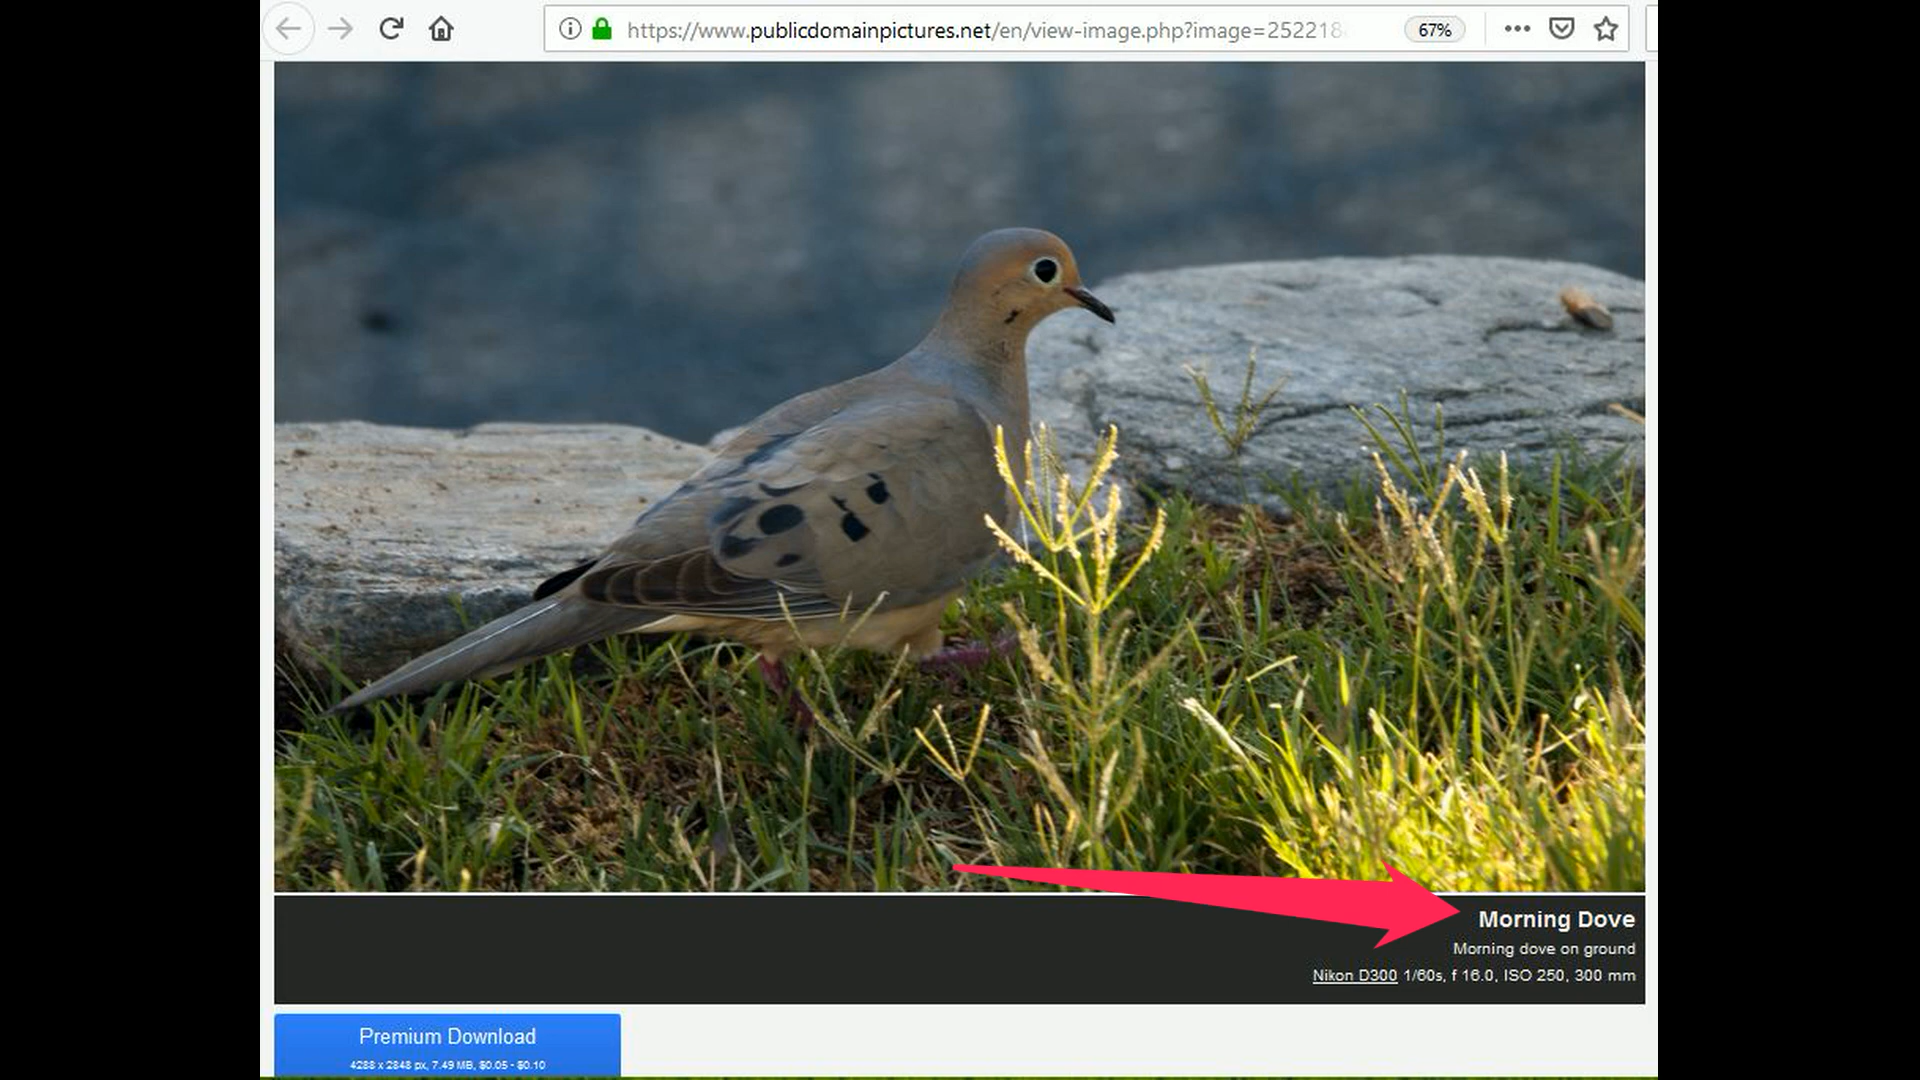 https://www.publicdomainpictures.net/en/view-image.php?image=25221
67%
Morning Dove
Morning dove on ground
Nikon D300 1/60s, f 16.0, ISO 250, 300 mm
Premium Download
4288 x 2848 px, 7.49 MB, $0.05 - $0.10